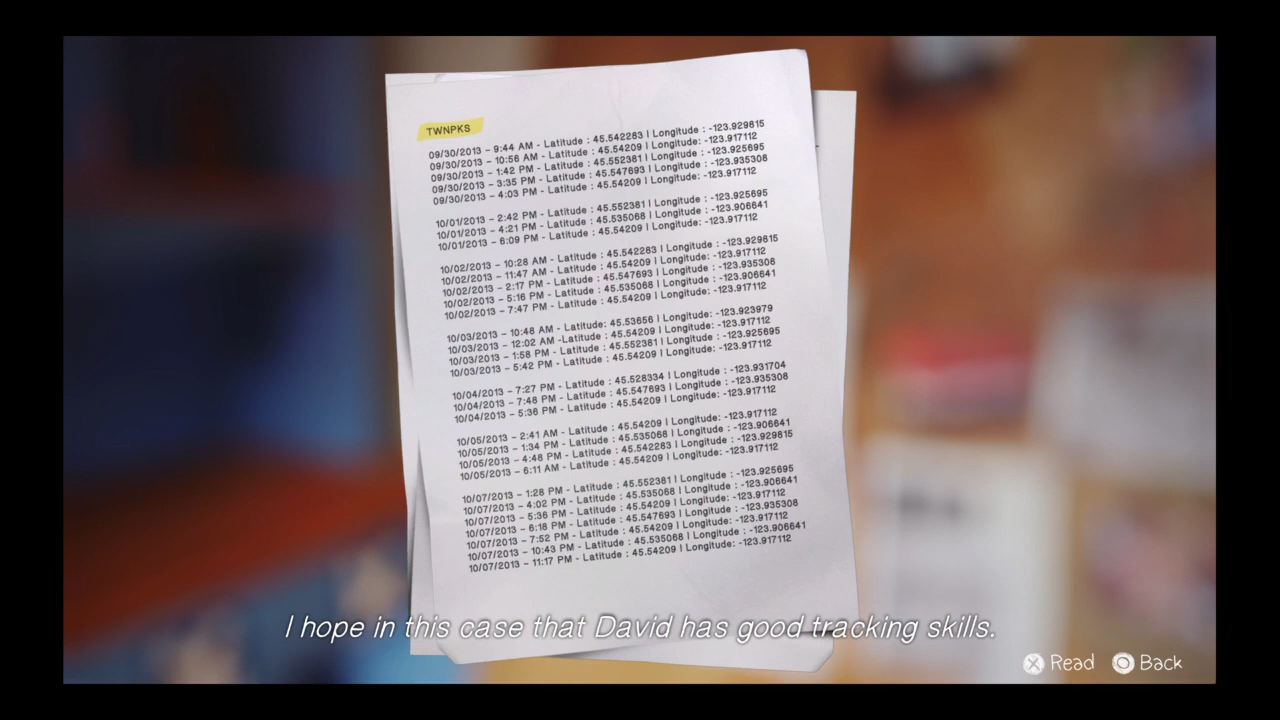 TWNPKS
09/30/2013 – 9:44 AM - Latitude : 45.542283 | Longitude : -123.929815
09/30/2013 – 10:56 AM - Latitude : 45.54209 | Longitude: -123.917112
09/30/2013 – 1:42 PM - Latitude : 45.552381 | Longitude : -123.925695
09/30/2013 – 3:35 PM - Latitude : 45.547693 | Longitude : -123.935308
09/30/2013 – 4:03 PM - Latitude : 45.54209 | Longitude: -123.917112
10/01/2013 – 2:42 PM - Latitude : 45.552381 | Longitude : -123.925695
10/01/2013 – 4:21 PM - Latitude : 45.535068 | Longitude : -123.906641
10/01/2013 – 6:09 PM - Latitude : 45.54209 | Longitude: -123.917112
10/02/2013 – 10:28 AM - Latitude : 45.542283 | Longitude : -123.929815
10/02/2013 – 11:47 AM - Latitude : 45.54209 | Longitude: -123.917112
10/02/2013 – 2:17 PM - Latitude : 45.547693 | Longitude : -123.935308
10/02/2013 – 5:16 PM - Latitude : 45.535068 | Longitude : -123.906641
10/02/2013 – 7:47 PM - Latitude : 45.54209 | Longitude: -123.917112
10/03/2013 – 10:48 AM - Latitude: 45.53656 | Longitude : -123.923979
10/03/2013 – 12:02 AM -Latitude : 45.54209 | Longitude: -123.917112
10/03/2013 – 1:58 PM - Latitude : 45.552381 | Longitude : -123.925695
10/03/2013 – 5:42 PM - Latitude : 45.54209 | Longitude: -123.917112
10/04/2013 – 7:27 PM - Latitude : 45.528334 | Longitude : -123.931704
10/04/2013 – 7:48 PM - Latitude : 45.547693 | Longitude : -123.935308
10/04/2013 – 5:36 PM - Latitude : 45.54209 | Longitude: -123.917112
10/05/2013 – 2:41 AM - Latitude : 45.54209 | Longitude: -123.917112
10/05/2013 – 1:34 PM - Latitude : 45.535068 | Longitude : -123.906641
10/05/2013 – 4:48 PM - Latitude : 45.542283 | Longitude : -123.929815
10/05/2013 – 6:11 AM - Latitude : 45.54209 | Longitude: -123.917112
10/07/2013 – 1:28 PM - Latitude : 45.552381 | Longitude : -123.925695
10/07/2013 – 4:02 PM - Latitude : 45.535068 | Longitude : -123.906641
10/07/2013 – 5:36 PM - Latitude : 45.54209 | Longitude: -123.917112
10/07/2013 – 6:18 PM - Latitude : 45.547693 | Longitude : -123.935308
10/07/2013 – 7:52 PM - Latitude : 45.54209 | Longitude: -123.917112
10/07/2013 – 10:43 PM - Latitude : 45.535068 | Longitude : -123.906641
10/07/2013 – 11:17 PM - Latitude : 45.54209 | Longitude: -123.917112
I hope in this case that David has good tracking skills.
Read Back